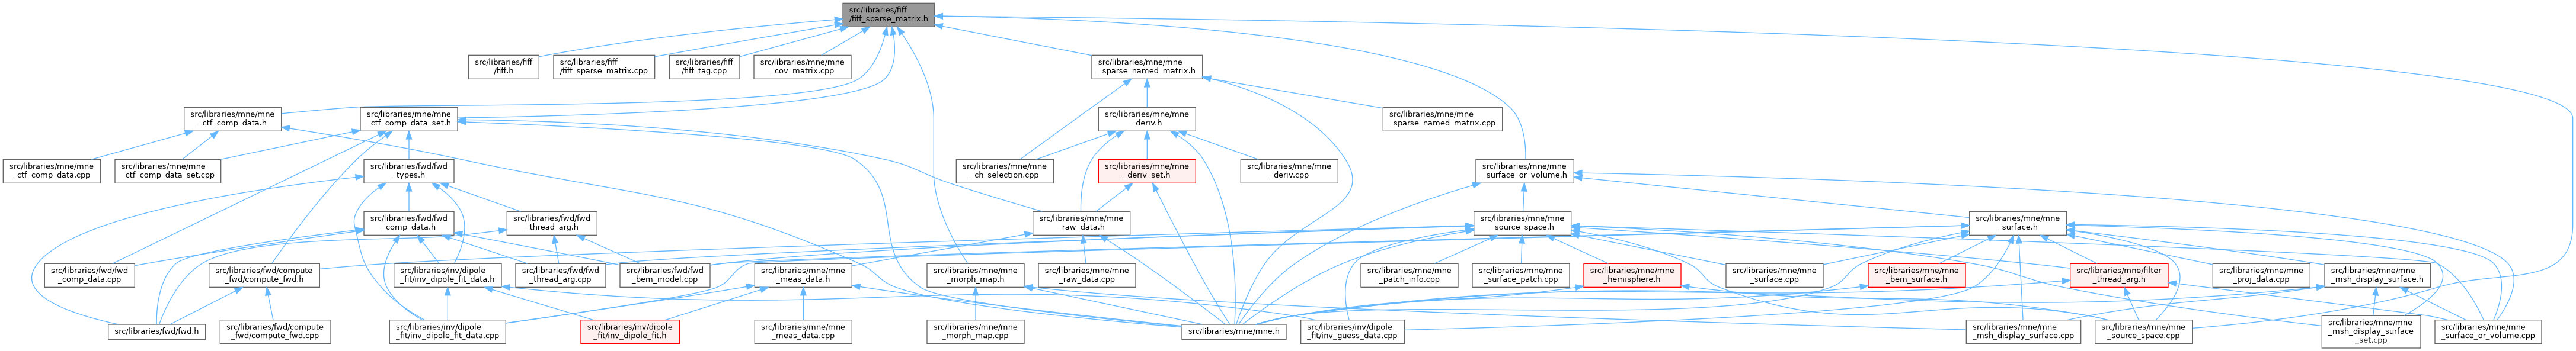 src/libraries/fiff
/fiff_sparse_matrix.h
src/libraries/fiff
/fiff.h
src/libraries/fiff
/fiff_sparse_matrix.cpp
src/libraries/fiff
/fiff_tag.cpp
src/libraries/mne/mne
_cov_matrix.cpp
src/libraries/mne/mne
_sparse_named_matrix.h
src/libraries/mne/mne
_ctf_comp_data.h
src/libraries/mne/mne
_ctf_comp_data_set.h
src/libraries/mne/mne
_deriv.h
src/libraries/mne/mne
_sparse_named_matrix.cpp
src/libraries/mne/mne
_ctf_comp_data.cpp
src/libraries/mne/mne
_ctf_comp_data_set.cpp
src/libraries/fwd/fwd
_types.h
src/libraries/mne/mne
_ch_selection.cpp
src/libraries/mne/mne
_deriv_set.h
src/libraries/mne/mne
_deriv.cpp
src/libraries/mne/mne
_surface_or_volume.h
src/libraries/fwd/fwd
_comp_data.h
src/libraries/fwd/fwd
_thread_arg.h
src/libraries/mne/mne
_raw_data.h
src/libraries/mne/mne
_source_space.h
src/libraries/mne/mne
_surface.h
src/libraries/fwd/fwd
_comp_data.cpp
src/libraries/fwd/compute
_fwd/compute_fwd.h
src/libraries/inv/dipole
_fit/inv_dipole_fit_data.h
src/libraries/fwd/fwd
_thread_arg.cpp
src/libraries/fwd/fwd
_bem_model.cpp
src/libraries/mne/mne
_meas_data.h
src/libraries/mne/mne
_morph_map.h
src/libraries/mne/mne
_raw_data.cpp
src/libraries/mne/mne
_patch_info.cpp
src/libraries/mne/mne
_surface_patch.cpp
src/libraries/mne/mne
_hemisphere.h
src/libraries/mne/mne
_surface.cpp
src/libraries/mne/mne
_bem_surface.h
src/libraries/mne/filter
_thread_arg.h
src/libraries/mne/mne
_proj_data.cpp
src/libraries/mne/mne
_msh_display_surface.h
src/libraries/fwd/fwd.h
src/libraries/fwd/compute
_fwd/compute_fwd.cpp
src/libraries/inv/dipole
_fit/inv_dipole_fit_data.cpp
src/libraries/inv/dipole
_fit/inv_dipole_fit.h
src/libraries/mne/mne
_meas_data.cpp
src/libraries/mne/mne
_morph_map.cpp
src/libraries/mne/mne.h
src/libraries/inv/dipole
_fit/inv_guess_data.cpp
src/libraries/mne/mne
_msh_display_surface.cpp
src/libraries/mne/mne
_source_space.cpp
src/libraries/mne/mne
_msh_display_surface
_set.cpp
src/libraries/mne/mne
_surface_or_volume.cpp